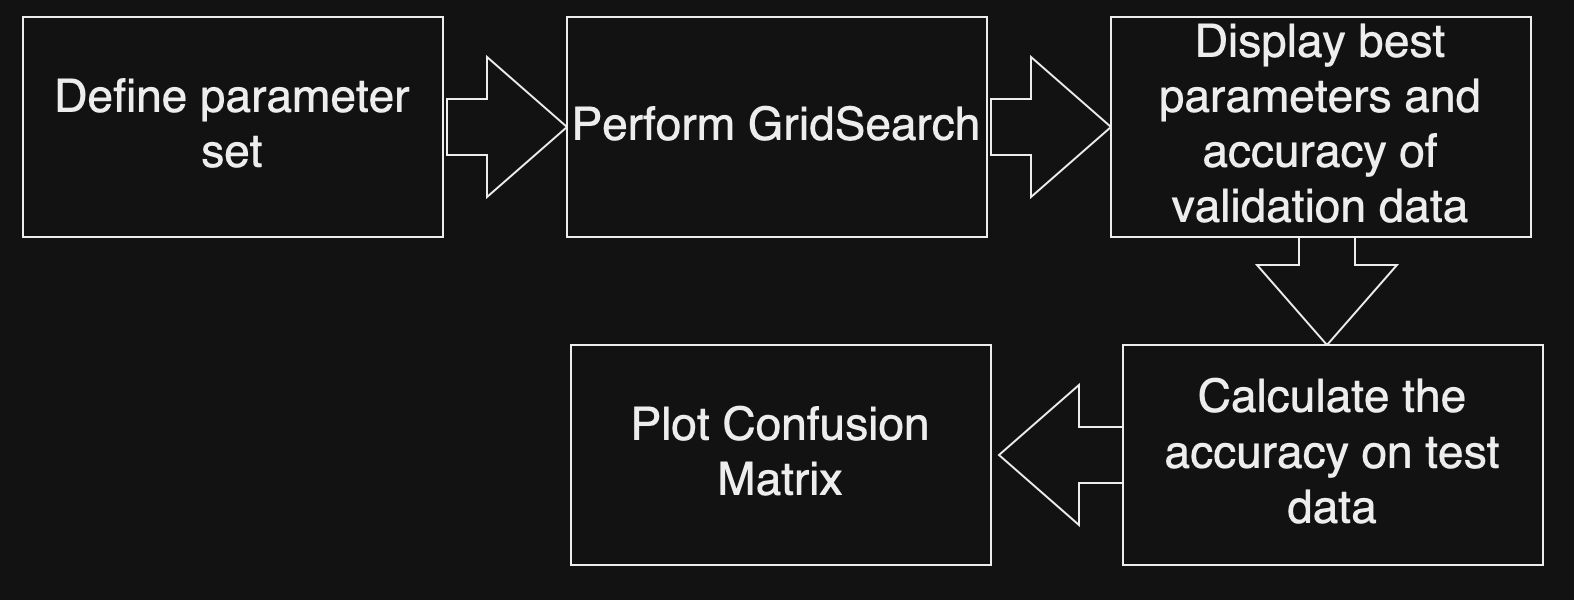 Define parameter
set
Perform GridSearch
Display best
parameters and
accuracy of
validation data
Calculate the
accuracy on test
data
Plot Confusion
Matrix